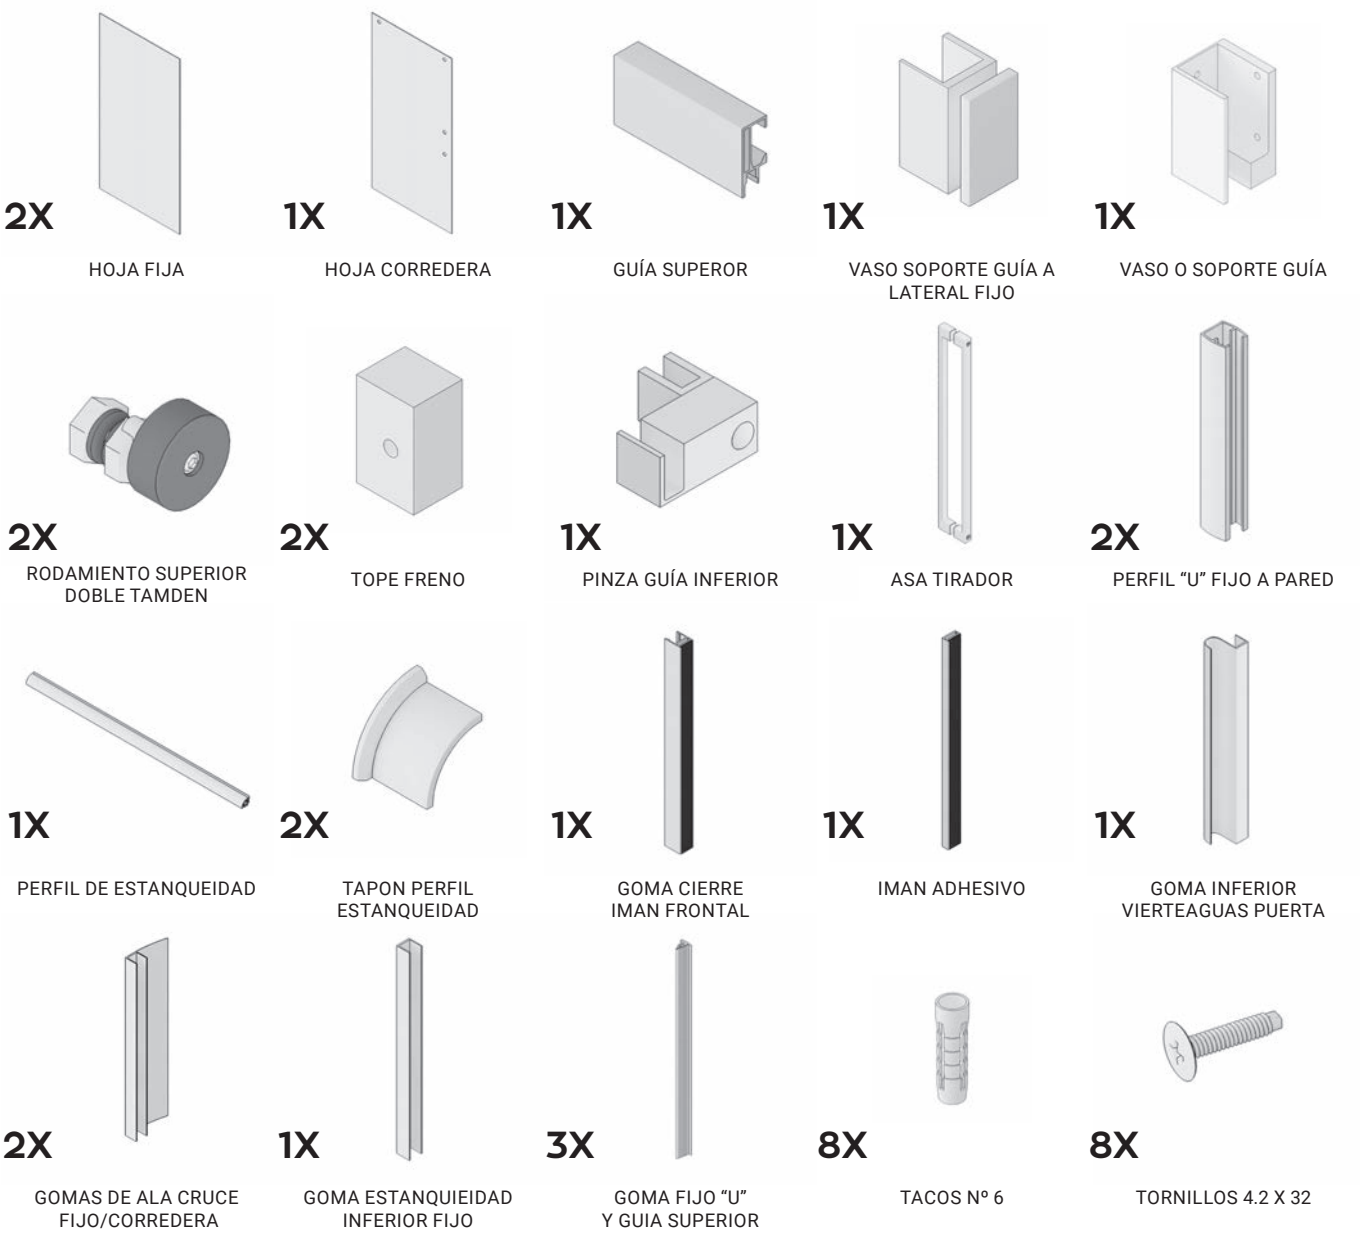 2X
HOJA FIJA
1X
HOJA CORREDERA
1X
GUÍA SUPEROR
1X
VASO SOPORTE GUÍA A
LATERAL FIJO
1X
VASO O SOPORTE GUÍA
2X
RODAMIENTO SUPERIOR
DOBLE TAMDEN
2X
TOPE FRENO
1X
PINZA GUÍA INFERIOR
1X
ASA TIRADOR
2X
PERFIL “U” FIJO A PARED
1X
PERFIL DE ESTANQUEIDAD
2X
TAPON PERFIL
ESTANQUEIDAD
1X
GOMA CIERRE
IMAN FRONTAL
1X
IMAN ADHESIVO
1X
GOMA INFERIOR
VIERTEAGUAS PUERTA
2X
GOMAS DE ALA CRUCE
FIJO/CORREDERA
1X
GOMA ESTANQUIEIDAD
INFERIOR FIJO
3X
GOMA FIJO “U”
Y GUIA SUPERIOR
8X
TACOS Nº 6
8X
TORNILLOS 4.2 X 32